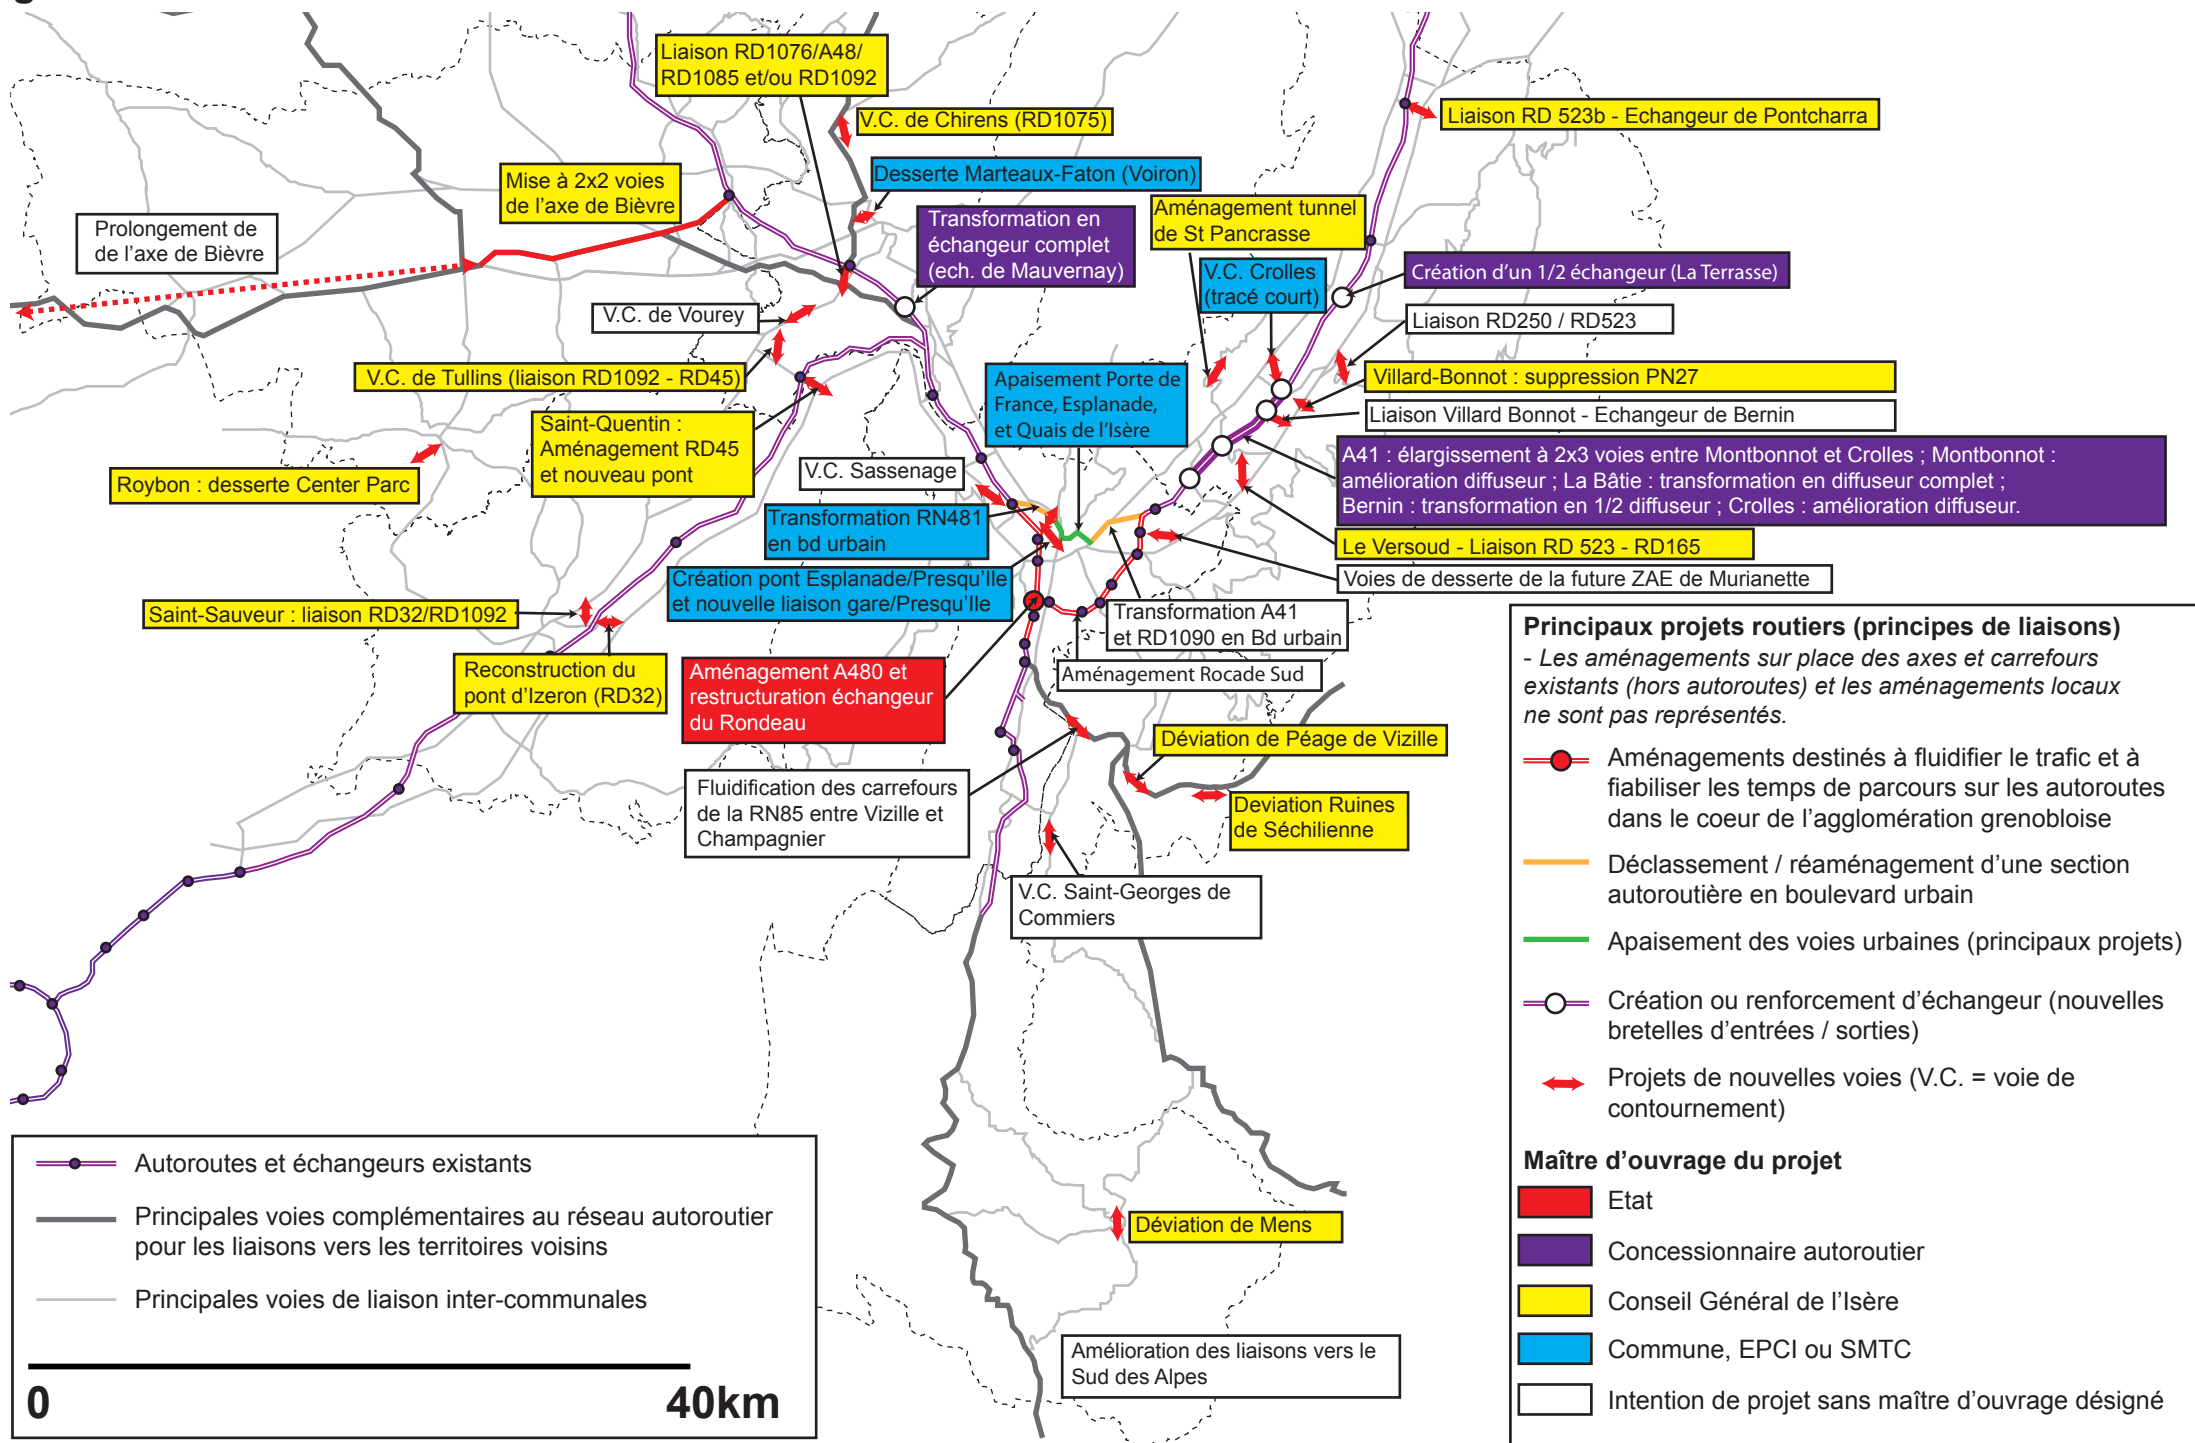 Liaison RD1076/A48/
RD1085 et/ou RD1092
V.C. de Chirens (RD1075)
Liaison RD 523b - Echangeur de Pontcharra
Mise à 2x2 voies
de l'axe de Bièvre
Desserte Marteaux-Faton (Voiron)
Prolongement de
de l'axe de Bièvre
Transformation en
échangeur complet
(ech. de Mauvernay)
Aménagement tunnel
de St Pancrasse
V.C. Crolles
(tracé court)
Création d'un 1/2 échangeur (La Terrasse)
V.C. de Vourey
Liaison RD250 / RD523
V.C. de Tullins (liaison RD1092 - RD45)
Apaisement Porte de
France, Esplanade,
et Quais de l'Isère
Villard-Bonnot : suppression PN27
Liaison Villard Bonnot - Echangeur de Bernin
Saint-Quentin :
Aménagement RD45
et nouveau pont
A41 : élargissement à 2x3 voies entre Montbonnot et Crolles ; Montbonnot :
amélioration diffuseur ; La Bâtie : transformation en diffuseur complet ;
Bernin : transformation en 1/2 diffuseur ; Crolles : amélioration diffuseur.
V.C. Sassenage
Roybon : desserte Center Parc
Transformation RN481
en bd urbain
Le Versoud - Liaison RD 523 - RD165
Création pont Esplanade/Presqu'Ile
et nouvelle liaison gare/Presqu'Ile
Voies de desserte de la future ZAE de Murianette
Saint-Sauveur : liaison RD32/RD1092
Transformation A41
et RD1090 en Bd urbain
Reconstruction du
pont d'Izeron (RD32)
Aménagement A480 et
restructuration échangeur
du Rondeau
Aménagement Rocade Sud
Déviation de Péage de Vizille
Fluidification des carrefours
de la RN85 entre Vizille et
Champagnier
Deviation Ruines
de Séchilienne
V.C. Saint-Georges de
Commiers
Déviation de Mens
Amélioration des liaisons vers le
Sud des Alpes
Autoroutes et échangeurs existants
Principales voies complémentaires au réseau autoroutier
pour les liaisons vers les territoires voisins
Principales voies de liaison inter-communales
0 40km
Principaux projets routiers (principes de liaisons)
- Les aménagements sur place des axes et carrefours
existants (hors autoroutes) et les aménagements locaux
ne sont pas représentés.
Aménagements destinés à fluidifier le trafic et à
fiabiliser les temps de parcours sur les autoroutes
dans le coeur de l'agglomération grenobloise
Déclassement / réaménagement d'une section
autoroutière en boulevard urbain
Apaisement des voies urbaines (principaux projets)
Création ou renforcement d'échangeur (nouvelles
bretelles d'entrées / sorties)
Projets de nouvelles voies (V.C. = voie de
contournement)
Maître d'ouvrage du projet
Etat
Concessionnaire autoroutier
Conseil Général de l'Isère
Commune, EPCI ou SMTC
Intention de projet sans maître d'ouvrage désigné